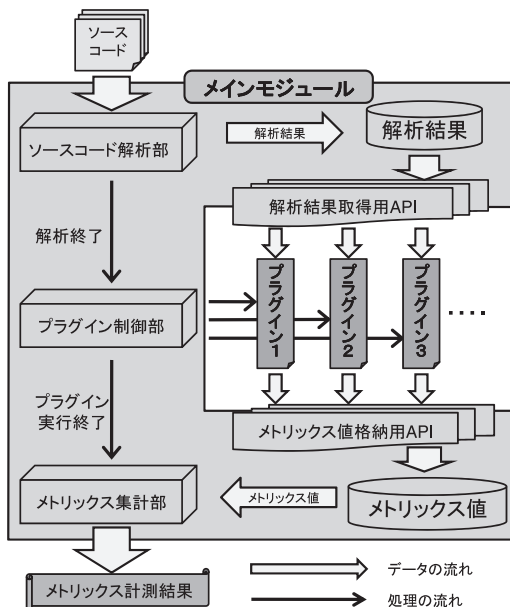 ソース
コード
メインモジュール
ソースコード解析部
解析結果
解析結果
解析結果取得用API
解析終了
プラグイン1
プラグイン2
プラグイン3
‥‥
プラグイン制御部
プラグイン
実行終了
メトリックス値格納用API
メトリックス集計部
メトリックス値
メトリックス値
メトリックス計測結果
データの流れ
処理の流れ